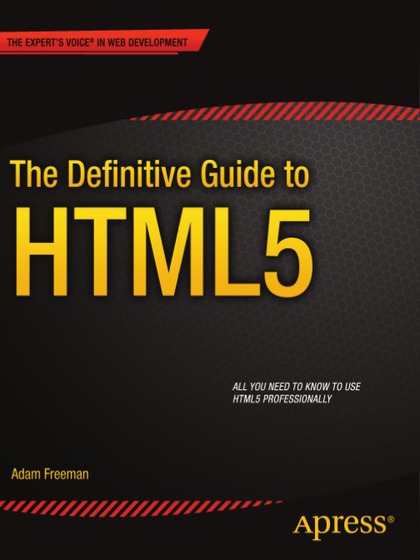 THE EXPERT'S VOICE® IN WEB DEVELOPMENT
The Definitive Guide to
HTML5
ALL YOU NEED TO KNOW TO USE
HTML5 PROFESSIONALLY
Adam Freeman
Apress®